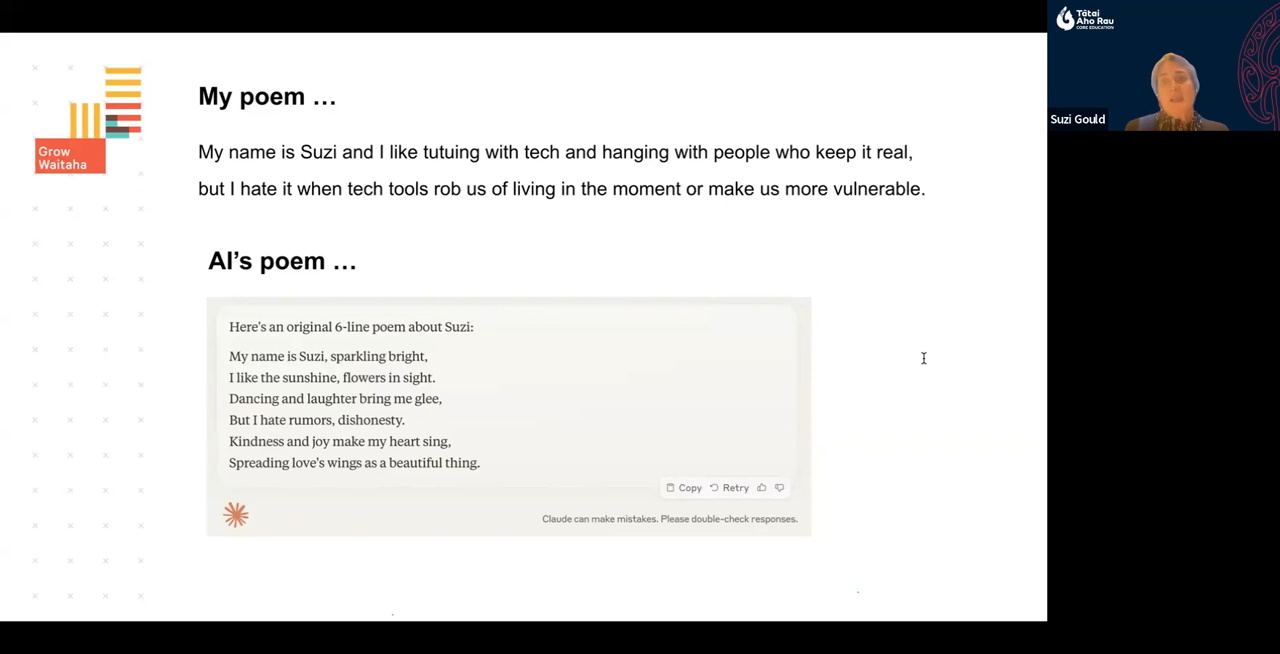 Tātai
Aho Rau
CORE EDUCATION
Suzi Gould
Grow
Waitaha
My poem …
My name is Suzi and I like tutuing with tech and hanging with people who keep it real,
but I hate it when tech tools rob us of living in the moment or make us more vulnerable.
AI’s poem …
Here's an original 6-line poem about Suzi:
My name is Suzi, sparkling bright,
I like the sunshine, flowers in sight.
Dancing and laughter bring me glee,
But I hate rumors, dishonesty.
Kindness and joy make my heart sing,
Spreading love's wings as a beautiful thing.
Copy Retry
Claude can make mistakes. Please double-check responses.